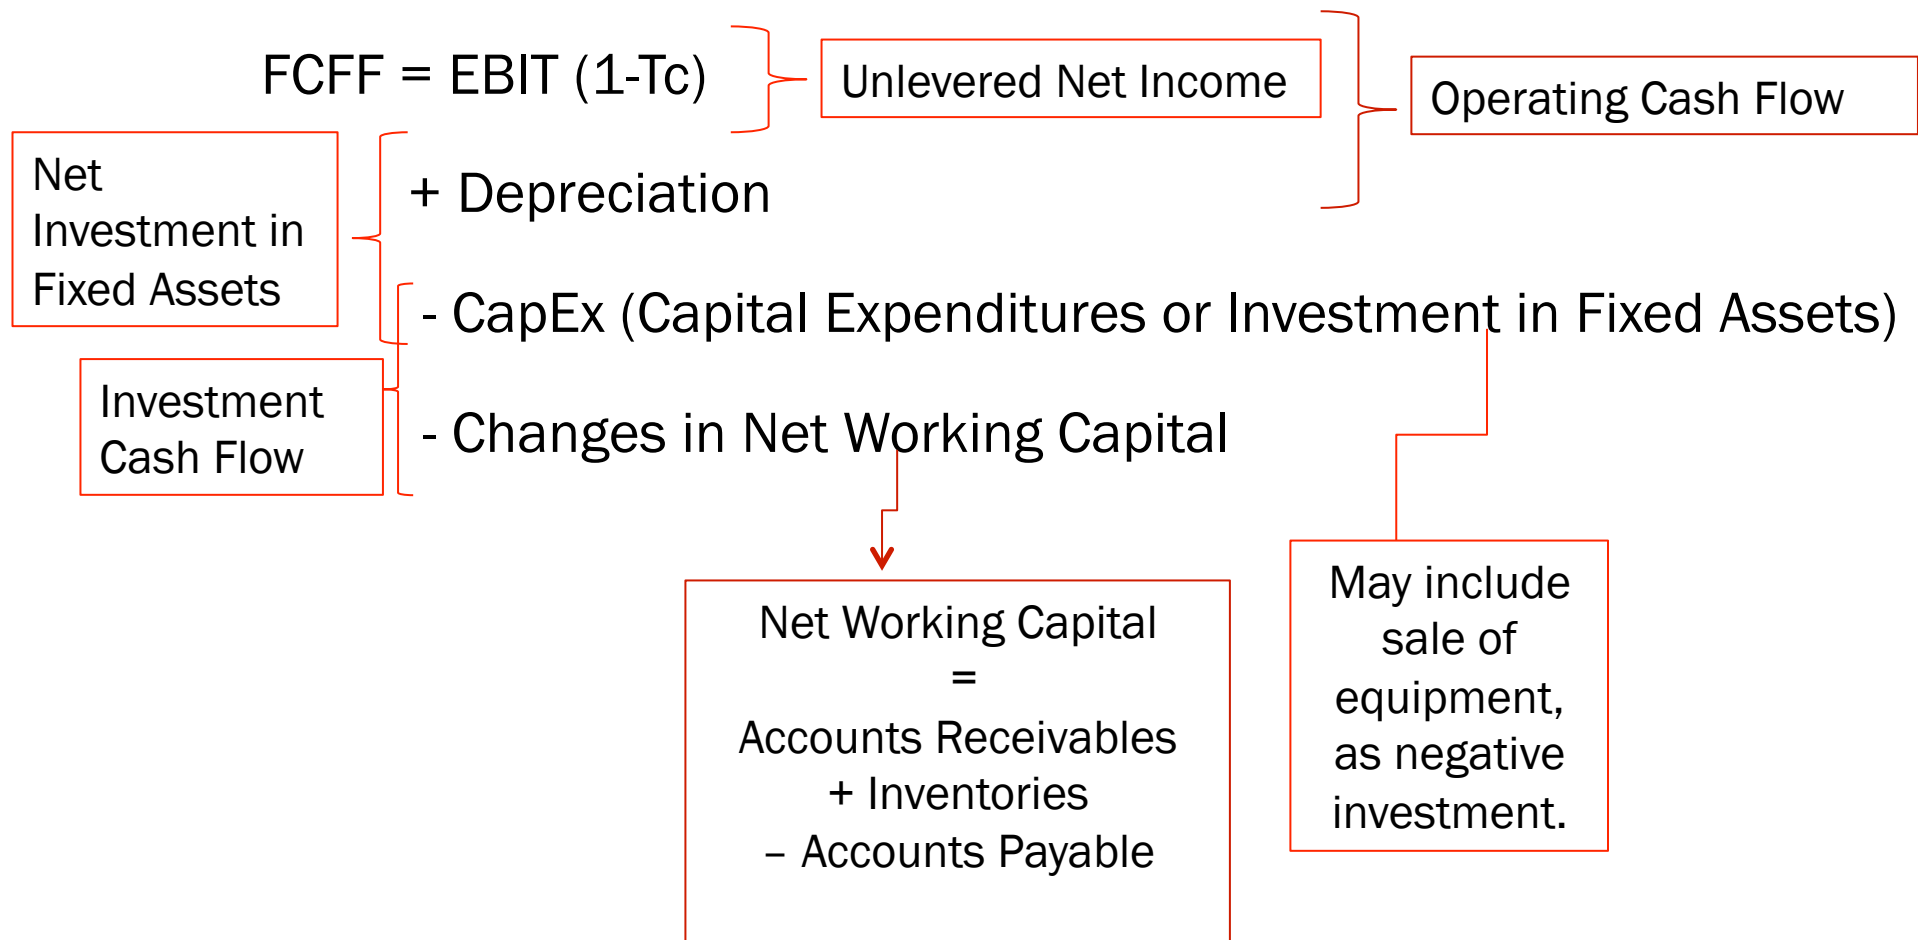 FCFF = EBIT (1-Tc)
Unlevered Net Income
Operating Cash Flow
Net
Investment in
Fixed Assets
+ Depreciation
- CapEx (Capital Expenditures or Investment in Fixed Assets)
Investment
Cash Flow
- Changes in Net Working Capital
Net Working Capital
=
Accounts Receivables
+ Inventories
– Accounts Payable
May include
sale of
equipment,
as negative
investment.